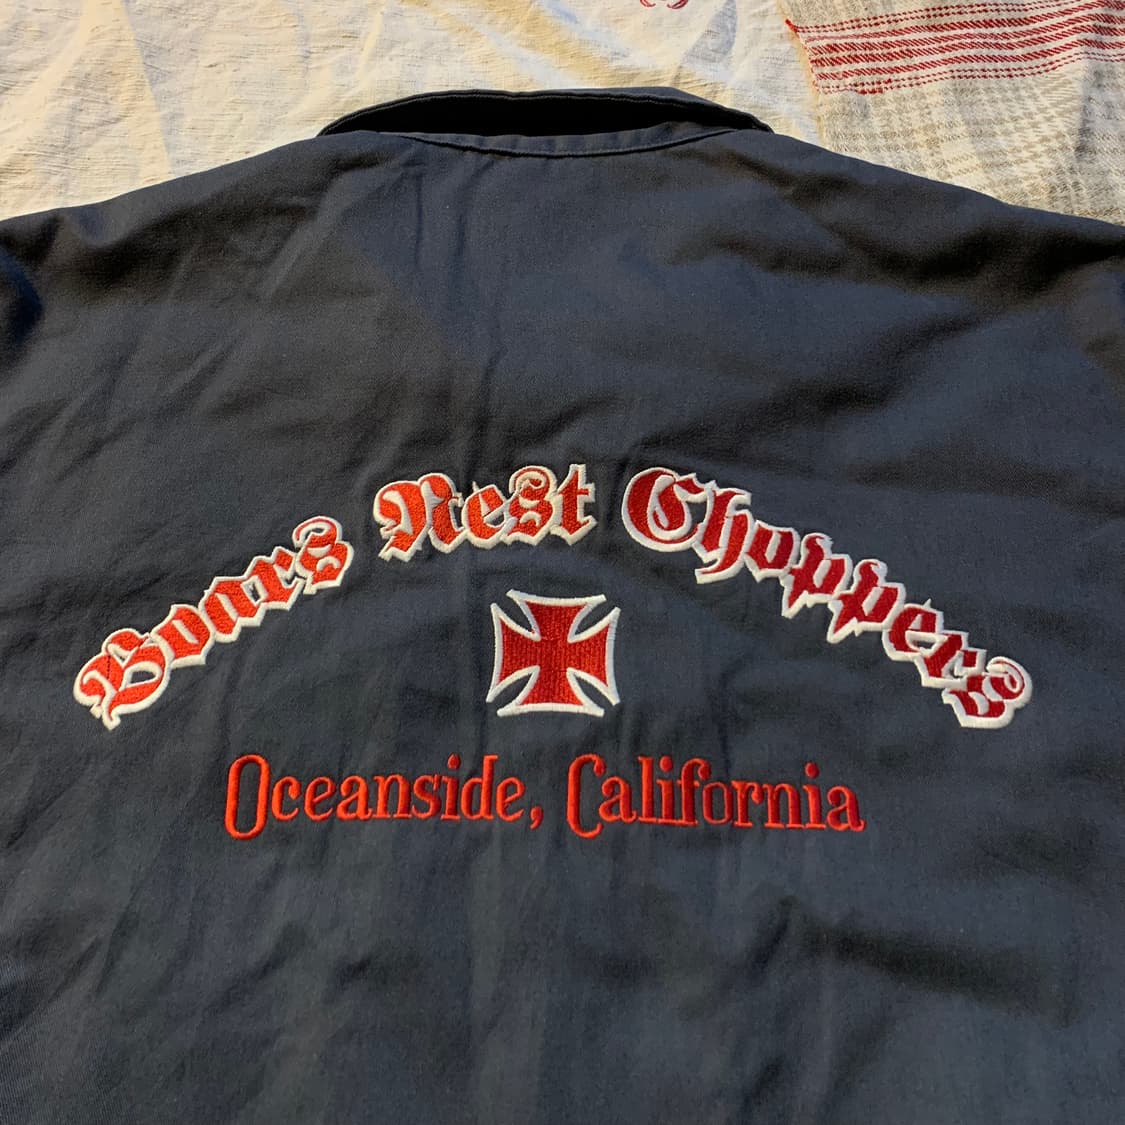 Boars Nest Choppers
Oceanside, California